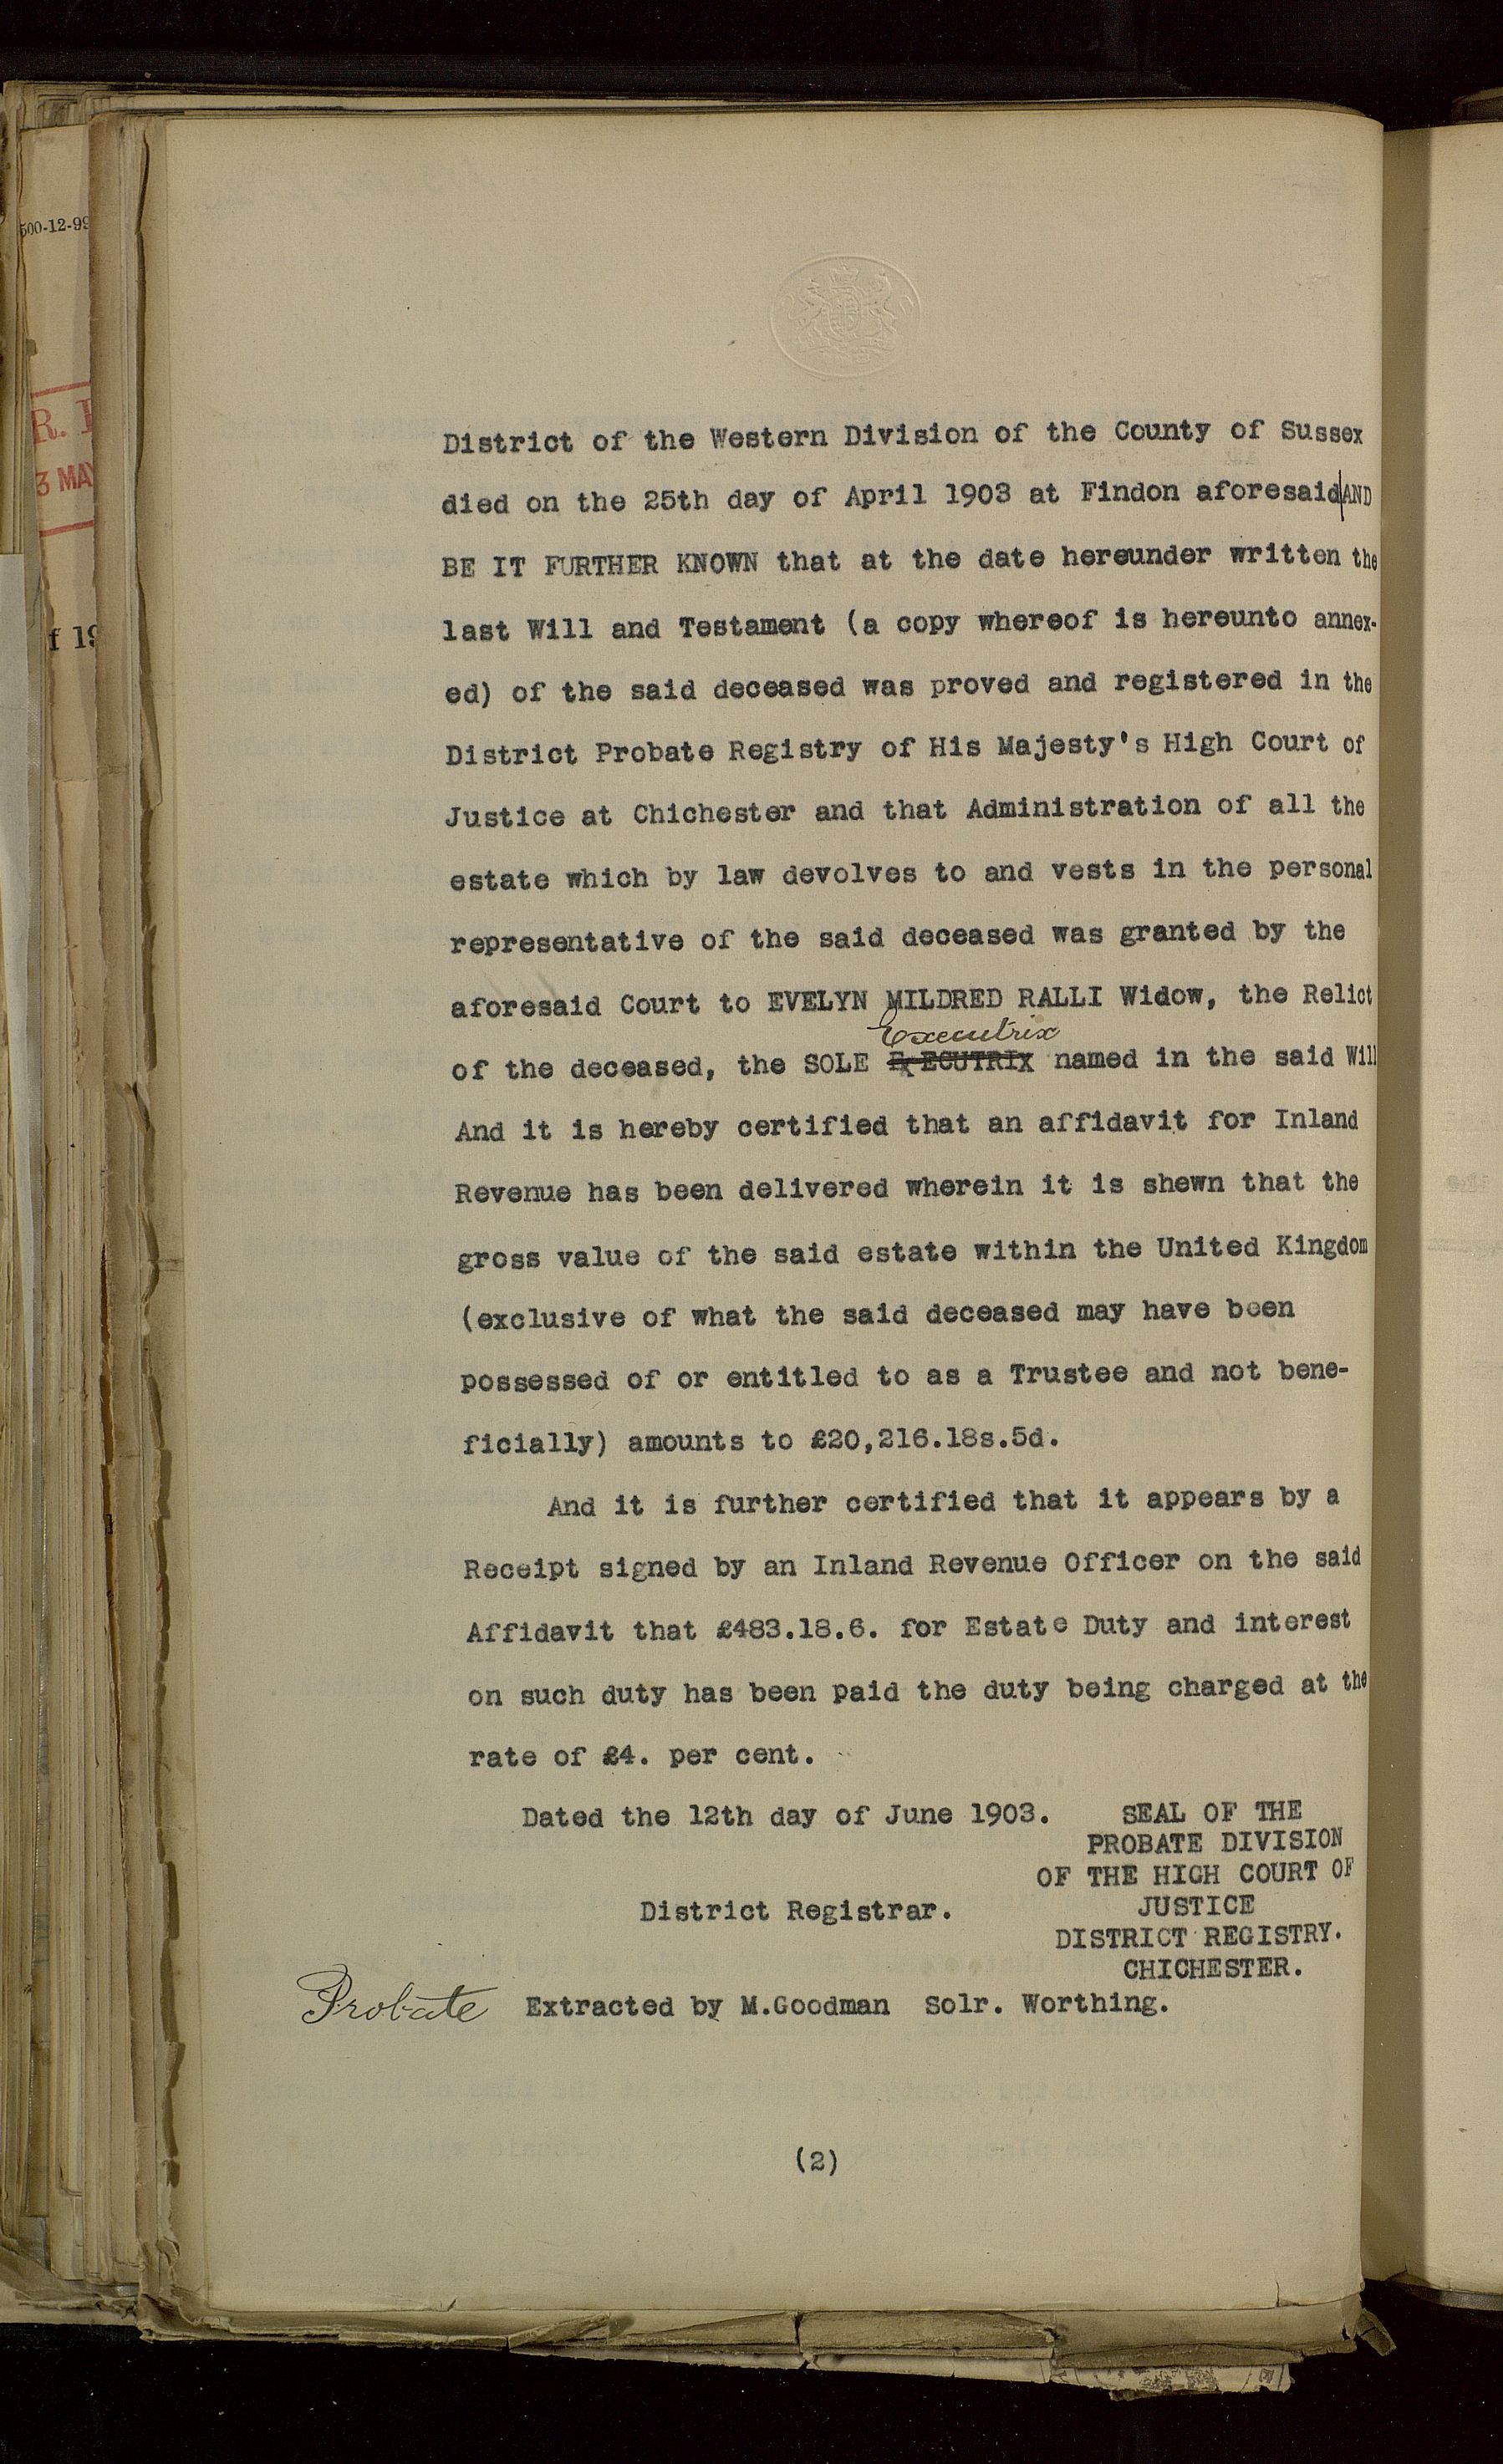 500-12-99
R.
3 MAY
f 19
District of the Western Division of the County of Sussex
died on the 25th day of April 1903 at Findon aforesaid AND
BE IT FURTHER KNOWN that at the date hereunder written the
last Will and Testament (a copy whereof is hereunto annex-
ed) of the said deceased was proved and registered in the
District Probate Registry of His Majesty's High Court of
Justice at Chichester and that Administration of all the
estate which by law devolves to and vests in the personal
representative of the said deceased was granted by the
aforesaid Court to EVELYN MILDRED RALLI Widow, the Relict
Executrix
of the deceased, the SOLE EXECUTRIX named in the said Will
And it is hereby certified that an affidavit for Inland
Revenue has been delivered wherein it is shewn that the
gross value of the said estate within the United Kingdom
(exclusive of what the said deceased may have been
possessed of or entitled to as a Trustee and not bene-
ficially) amounts to £20,216.18s.5d.
And it is further certified that it appears by a
Receipt signed by an Inland Revenue Officer on the said
Affidavit that £483.18.6. for Estate Duty and interest
on such duty has been paid the duty being charged at the
rate of £4. per cent.
Dated the 12th day of June 1903. SEAL OF THE
PROBATE DIVISION
OF THE HIGH COURT OF
District Registrar. JUSTICE
DISTRICT REGISTRY.
CHICHESTER.
Probate Extracted by M.Goodman Solr. Worthing.
(2)